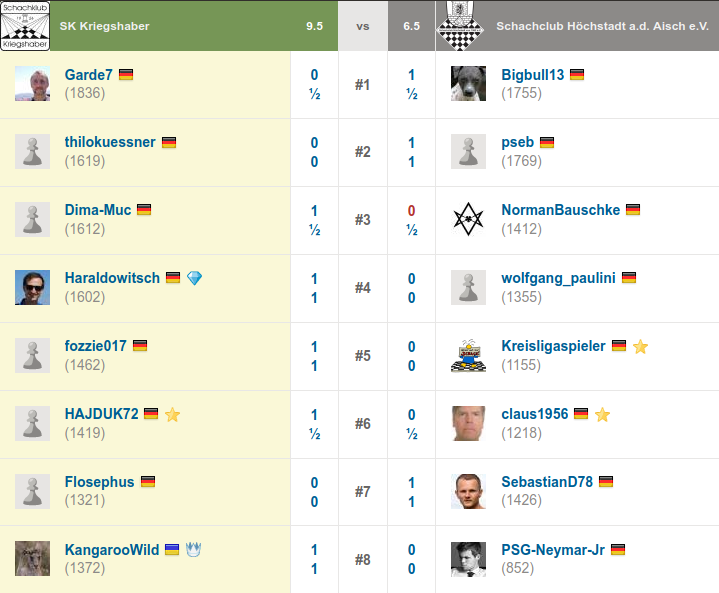 Schachklub
Kriegshaber
SK Kriegshaber
9.5
vs
6.5
Schachclub Höchstadt a.d. Aisch e.V.
Garde7
(1836)
0
½
#1
1
½
Bigbull13
(1755)
thilokuessner
(1619)
0
0
#2
1
1
pseb
(1769)
Dima-Muc
(1612)
1
½
#3
0
½
NormanBauschke
(1412)
Haraldowitsch
(1602)
1
1
#4
0
0
wolfgang_paulini
(1355)
fozzie017
(1462)
1
1
#5
0
0
Kreisligaspieler
(1155)
HAJDUK72
(1419)
1
½
#6
0
½
claus1956
(1218)
Flosephus
(1321)
0
0
#7
1
1
SebastianD78
(1426)
KangarooWild
(1372)
1
1
#8
0
0
PSG-Neymar-Jr
(852)